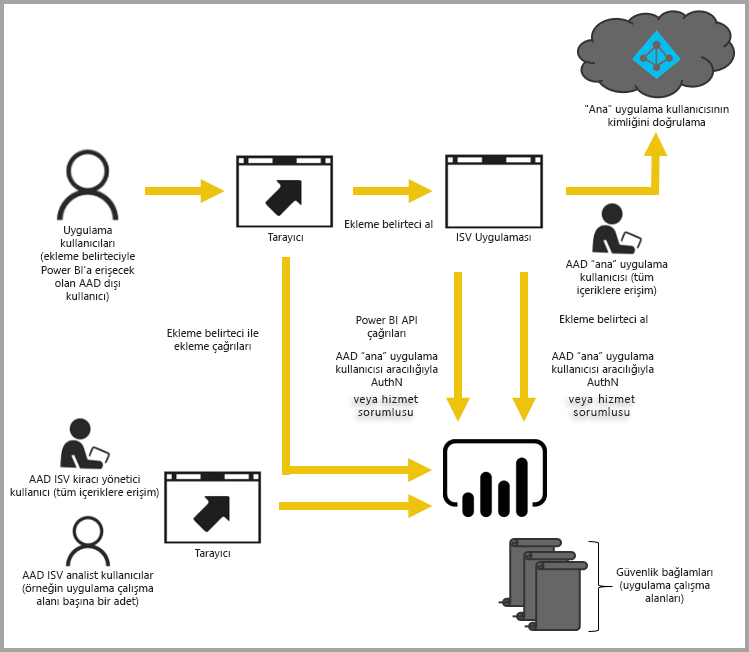 "Ana" uygulama kullanıcısının
kimliğini doğrulama
Uygulama
kullanıcıları
(ekleme belirteciyle
Power BI'a erişecek
olan AAD dışı
kullanıcı)
Tarayıcı
Ekleme belirteci al
ISV Uygulaması
AAD "ana" uygulama
kullanıcısı (tüm
içeriklere erişim)
Ekleme belirteci ile
ekleme çağrıları
Power BI API
çağrıları
AAD "ana" uygulama
kullanıcısı aracılığıyla
AuthN
veya hizmet
sorumlusu
Ekleme belirteci al
AAD "ana" uygulama
kullanıcısı aracılığıyla
AuthN
veya hizmet
sorumlusu
AAD ISV kiracı yönetici
kullanıcı (tüm içeriklere erişim)
Tarayıcı
AAD ISV analist kullanıcılar
(örneğin uygulama çalışma
alanı başına bir adet)
Güvenlik bağlamları
(uygulama çalışma
alanları)